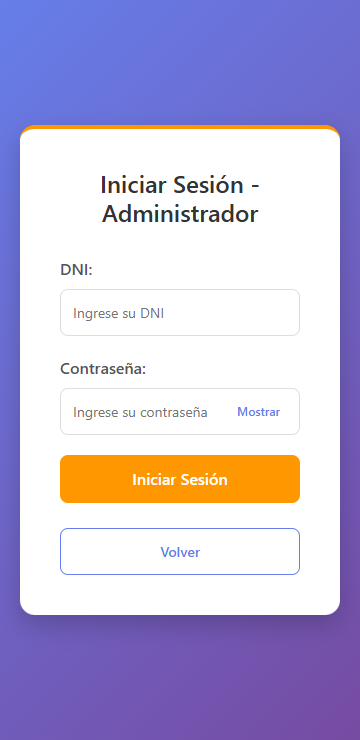 Iniciar Sesión -
Administrador
DNI:
Ingrese su DNI
Contraseña:
Ingrese su contraseña Mostrar
Iniciar Sesión
Volver